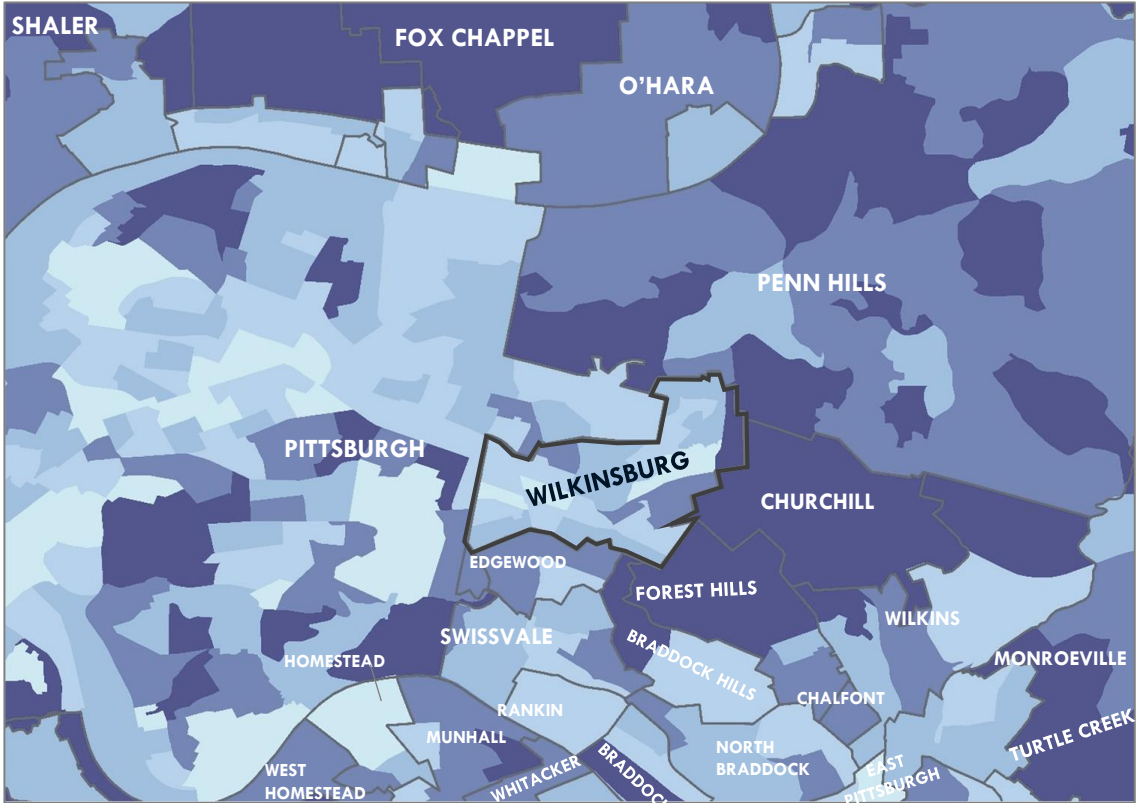 SHALER
FOX CHAPPEL
O'HARA
PENN HILLS
PITTSBURGH
WILKINSBURG
CHURCHILL
EDGEWOOD
FOREST HILLS
WILKINS
SWISSVALE
BRADDOCK HILLS
HOMESTEAD
MONROEVILLE
CHALFONT
RANKIN
MUNHALL
TURTLE CREEK
NORTH
BRADDOCK
WEST
HOMESTEAD
WHITACKER
BRADDOCK
EAST
PITTSBURGH